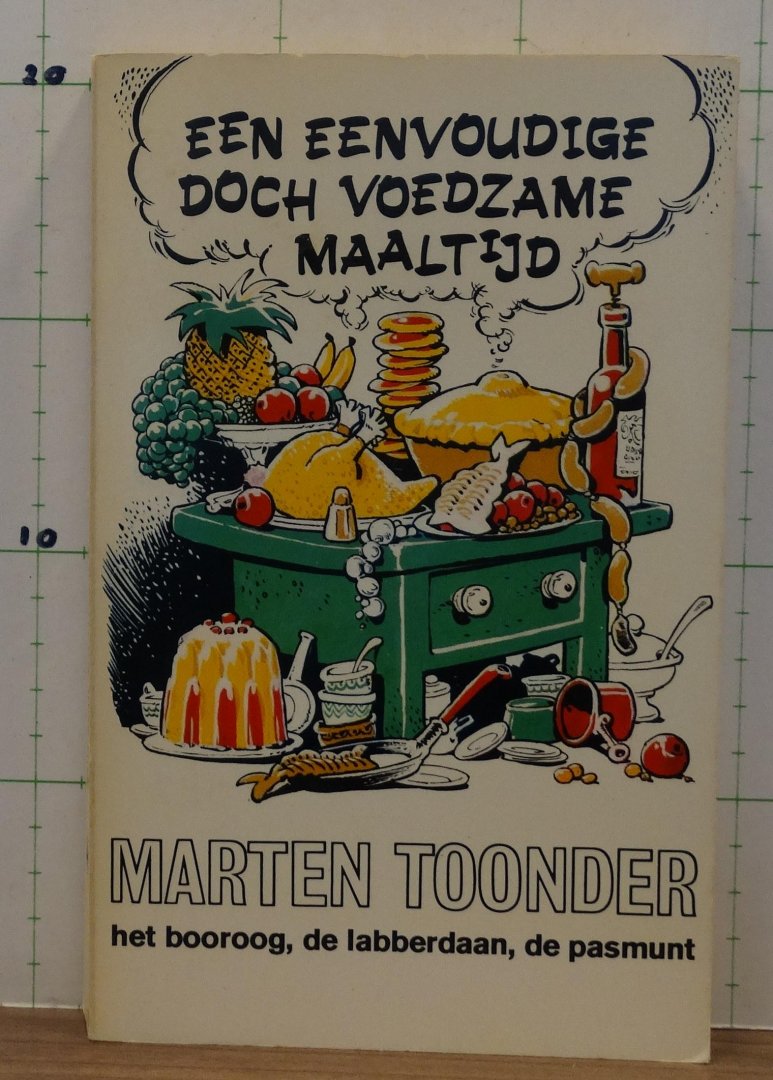 20
EEN EENVOUDIGE
DOCH VOEDZAME
MAALTIJD
10
MARTEN TOONDER
het booroog, de labberdaan, de pasmunt